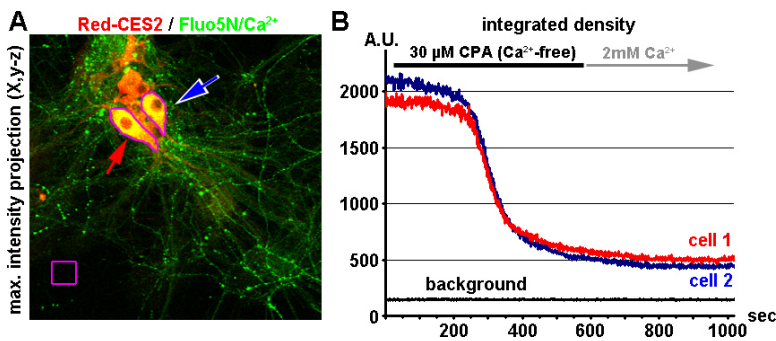 A
Red-CES2 / Fluo5N/Ca²⁺
max. intensity projection (X,y-z)
B
integrated density
A.U.
30 µM CPA (Ca²⁺-free)
2mM Ca²⁺
2000
1500
1000
500
0
cell 1
cell 2
background
200
400
600
800
1000
sec